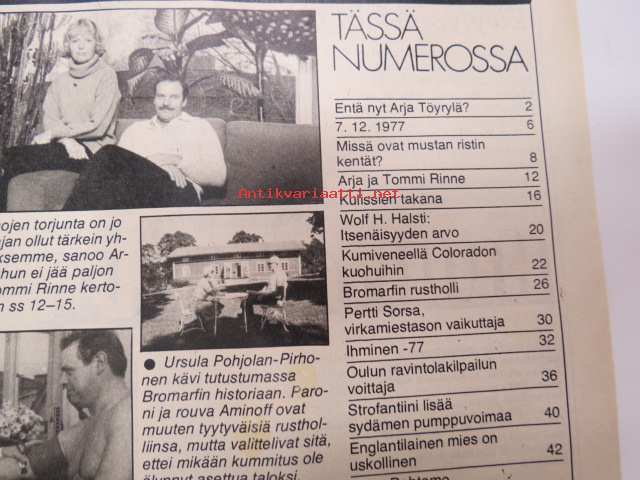 TÄSSÄ
NUMEROSSA
Entä nyt Arja Töyrylä? 2
7. 12. 1977 6
Missä ovat mustan ristin
kentät? 8
Arja ja Tommi Rinne 12
Kulissien takana 16
Wolf H. Halsti:
Itsenäisyyden arvo 20
Kumiveneellä Coloradon
kuohuihin 22
Bromarfin rustholli 26
Pertti Sorsa,
virkamiestason vaikuttaja 30
Ihminen -77 32
Oulun ravintolakilpailun
voittaja 36
Strofantiini lisää
sydämen pumppuvoimaa 40
Englantilainen mies on
uskollinen 42
Antikvariaatti.net
ojen torjunta on jo
jan ollut tärkein yh-
ksemme, sanoo Ar-
hun ei jää paljon
ommi Rinne kerto-
n ss 12–15.
● Ursula Pohjolan-Pirho-
nen kävi tutustumassa
Bromarfin historiaan. Paro-
ni ja rouva Aminoff ovat
muuten tyytyväisiä rusthol-
liinsa, mutta valittelivat sitä,
ettei mikään kummitus ole
älynnyt asettua taloksi.